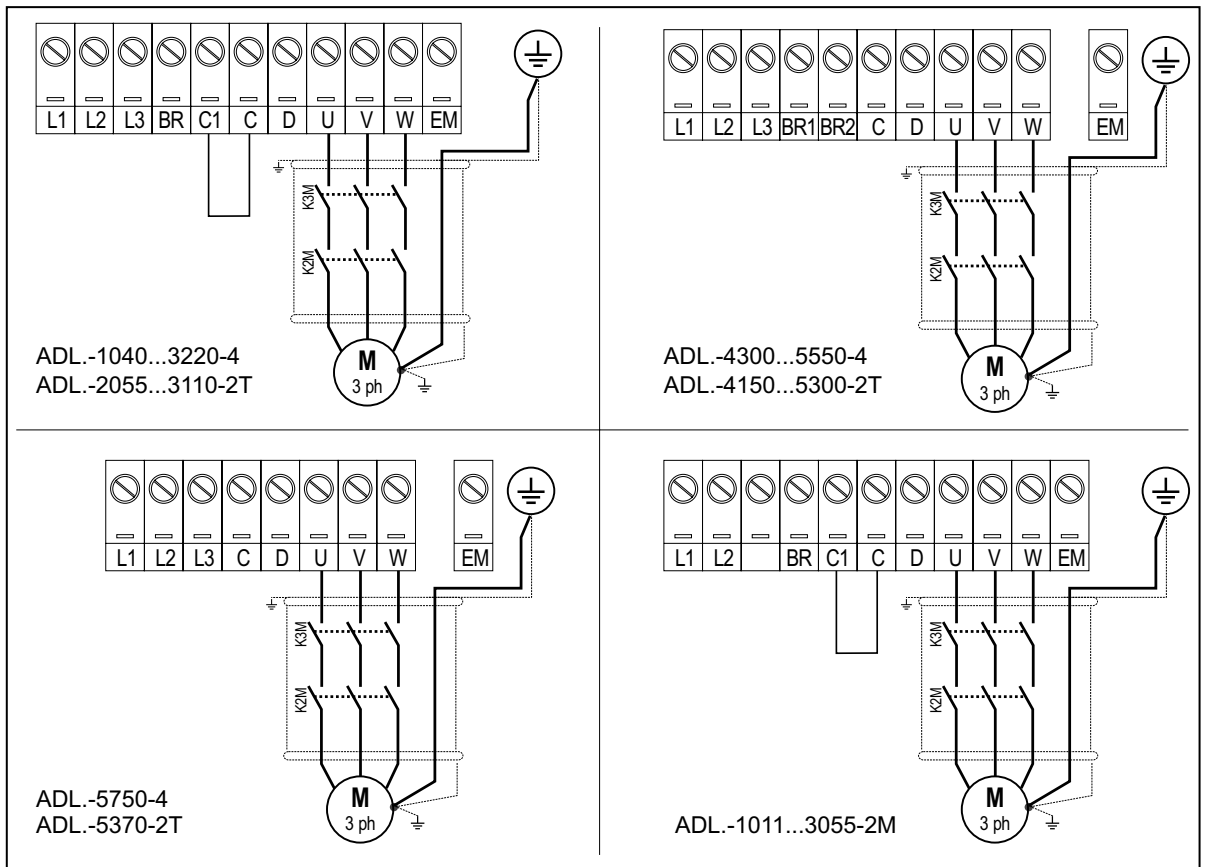 L1 L2 L3 BR C1 C D U V W EM
K3M
K2M
M
3 ph
ADL.-1040...3220-4
ADL.-2055...3110-2T
L1 L2 L3 BR1 BR2 C D U V W EM
K3M
K2M
M
3 ph
ADL.-4300...5550-4
ADL.-4150...5300-2T
L1 L2 L3 C D U V W EM
K3M
K2M
M
3 ph
ADL.-5750-4
ADL.-5370-2T
L1 L2 BR C1 C D U V W EM
K3M
K2M
M
3 ph
ADL.-1011...3055-2M